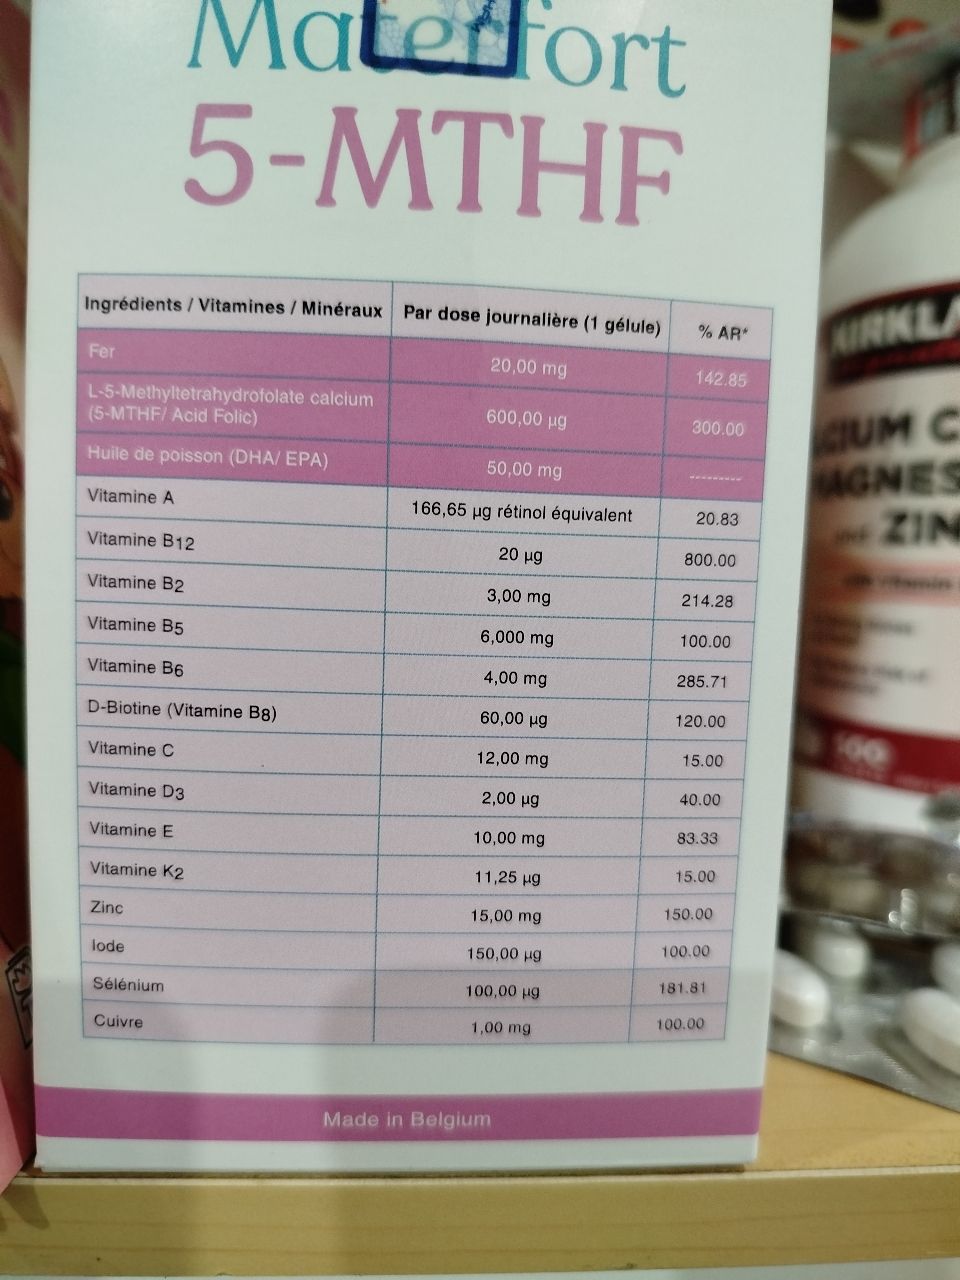 Materfort
5-MTHF
Ingrédients / Vitamines / Minéraux Par dose journalière (1 gélule) % AR*
Fer 20,00 mg 142.85
L-5-Methyltetrahydrofolate calcium
(5-MTHF/ Acid Folic) 600,00 µg 300.00
Huile de poisson (DHA/ EPA) 50,00 mg ---------
Vitamine A 166,65 µg rétinol équivalent 20.83
Vitamine B12 20 µg 800.00
Vitamine B2 3,00 mg 214.28
Vitamine B5 6,000 mg 100.00
Vitamine B6 4,00 mg 285.71
D-Biotine (Vitamine B8) 60,00 µg 120.00
Vitamine C 12,00 mg 15.00
Vitamine D3 2,00 µg 40.00
Vitamine E 10,00 mg 83.33
Vitamine K2 11,25 µg 15.00
Zinc 15,00 mg 150.00
Iode 150,00 µg 100.00
Sélénium 100,00 µg 181.81
Cuivre 1,00 mg 100.00
Made in Belgium
KIRKLA
CIUM C
AGNES
ZIN